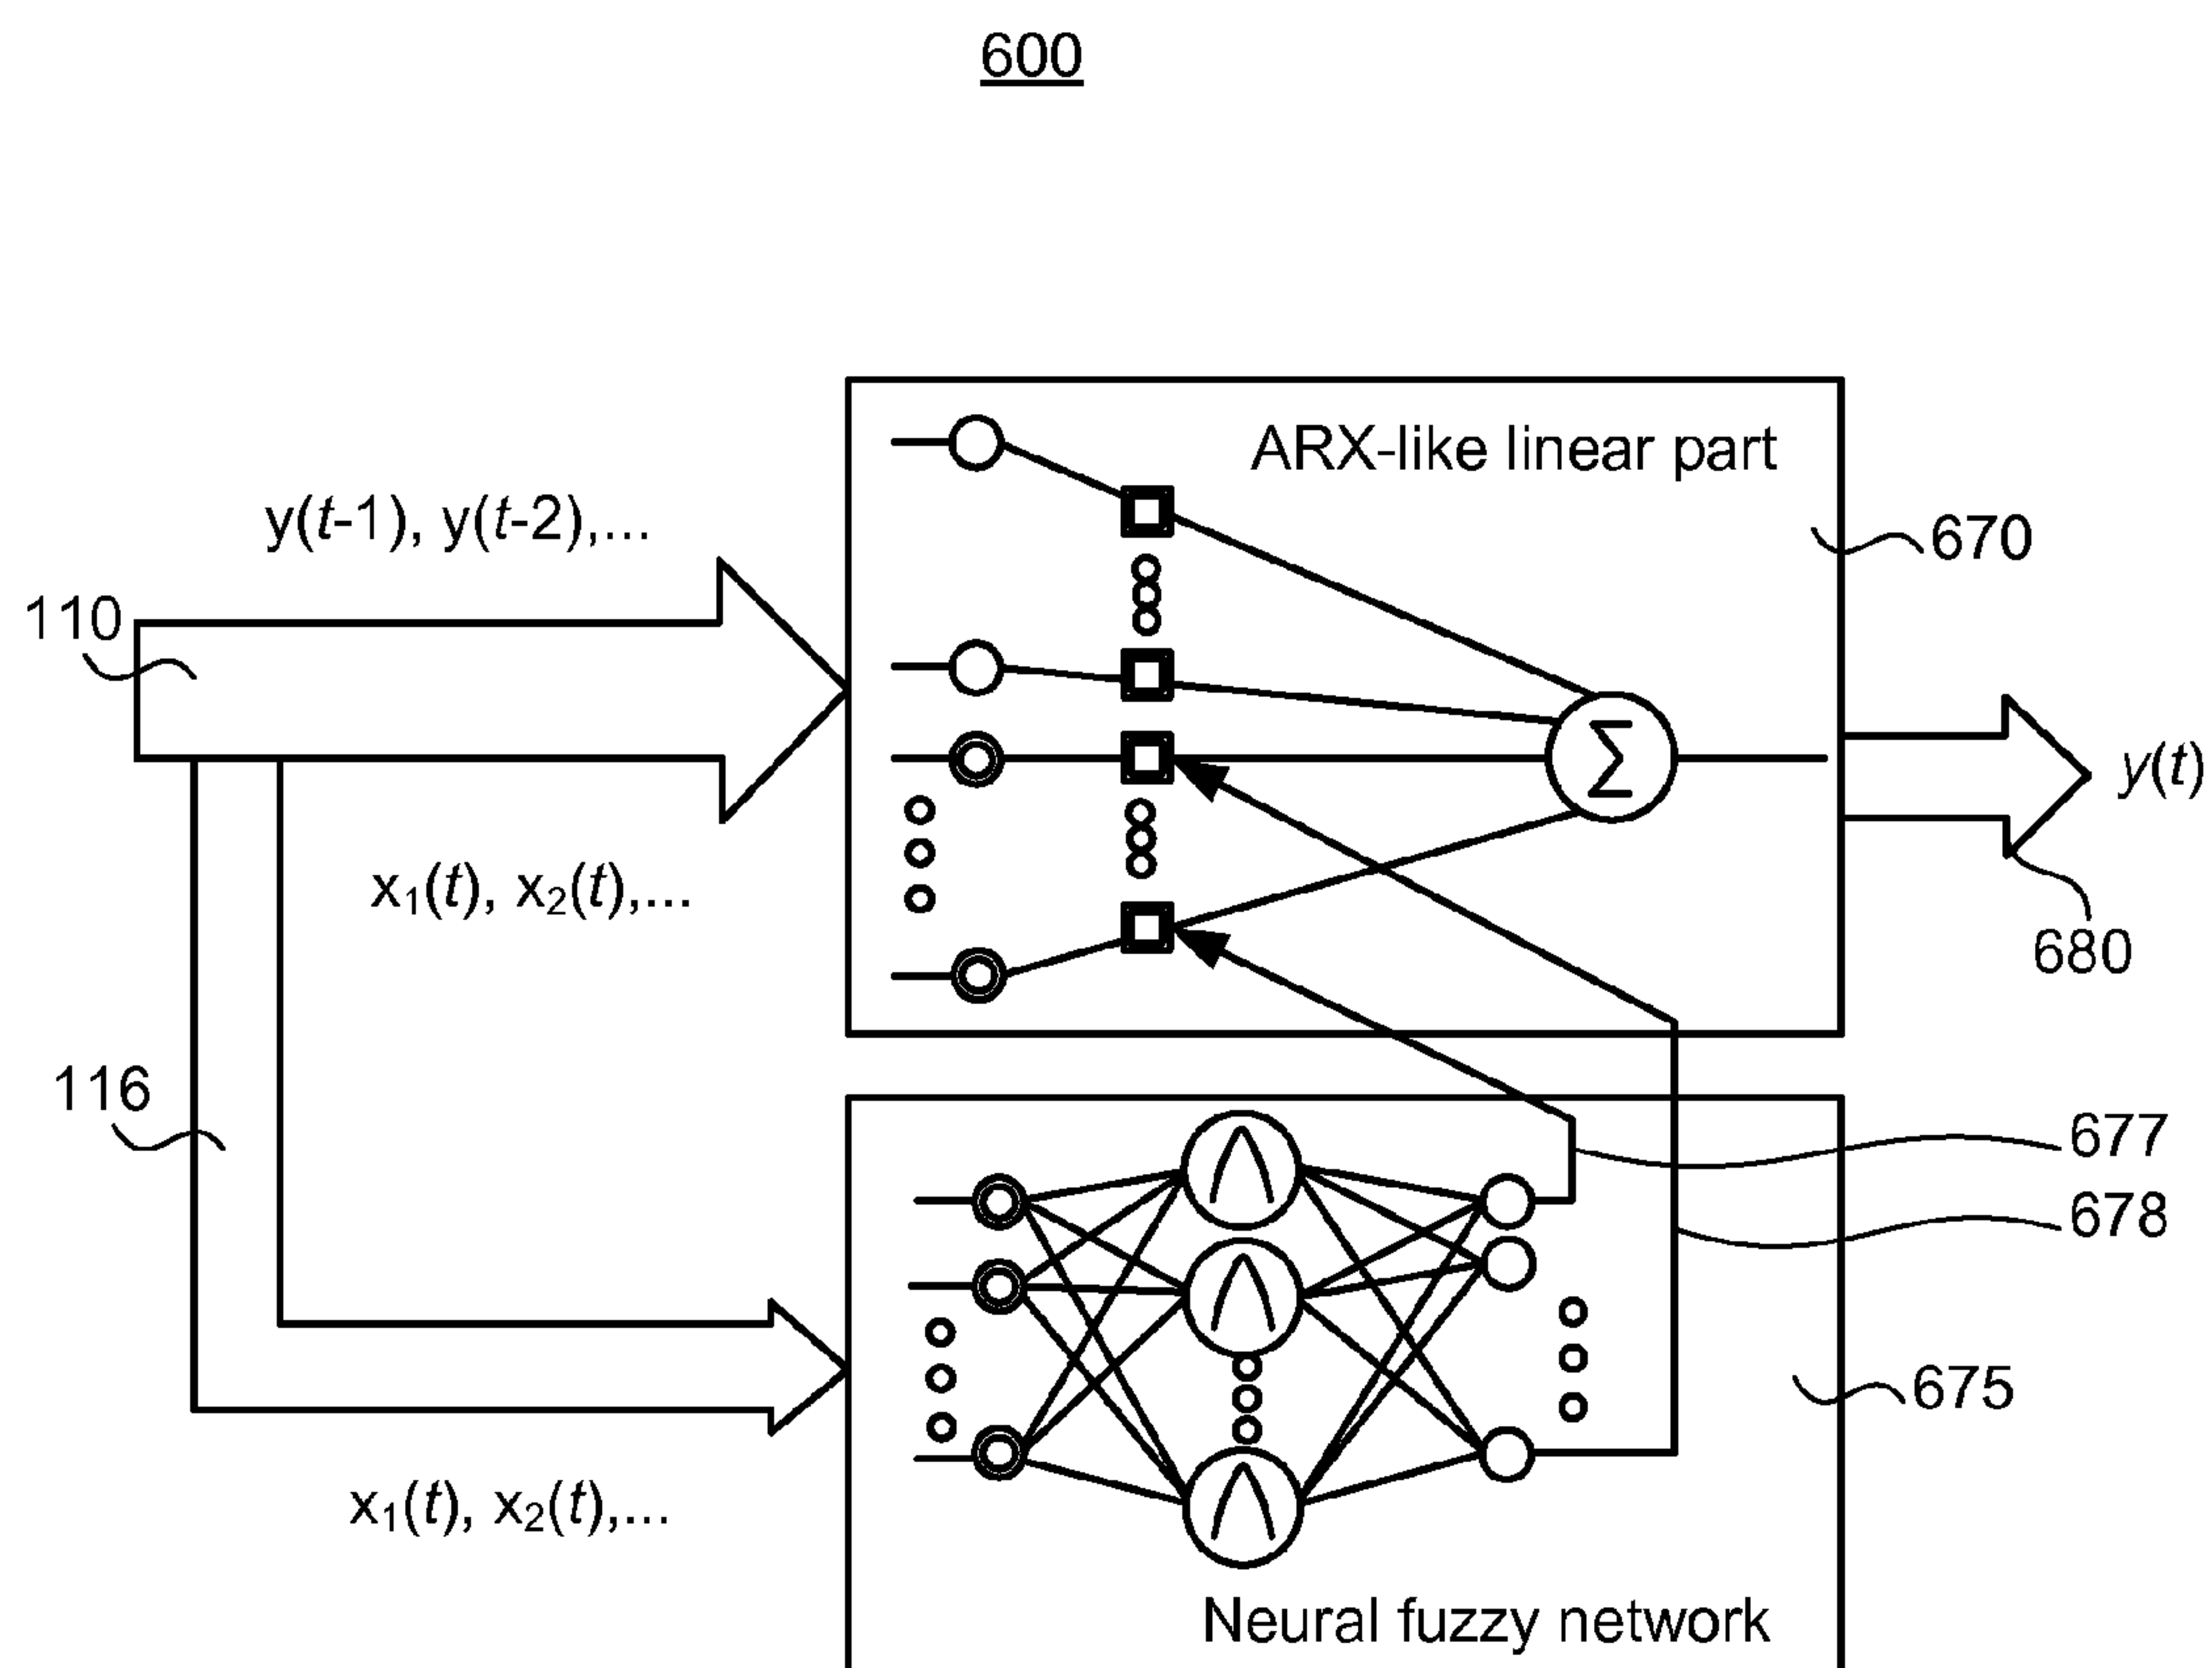 600
ARX-like linear part
y(t-1), y(t-2),...
670
110
Σ
y(t)
x₁(t), x₂(t),...
680
116
677
678
675
x₁(t), x₂(t),...
Neural fuzzy network